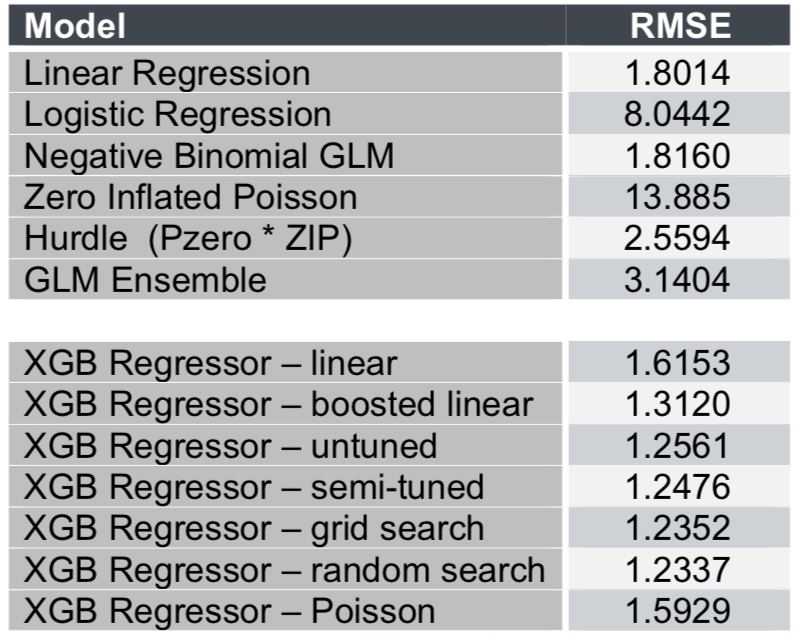 Model RMSE
Linear Regression 1.8014
Logistic Regression 8.0442
Negative Binomial GLM 1.8160
Zero Inflated Poisson 13.885
Hurdle (Pzero * ZIP) 2.5594
GLM Ensemble 3.1404
XGB Regressor – linear 1.6153
XGB Regressor – boosted linear 1.3120
XGB Regressor – untuned 1.2561
XGB Regressor – semi-tuned 1.2476
XGB Regressor – grid search 1.2352
XGB Regressor – random search 1.2337
XGB Regressor – Poisson 1.5929